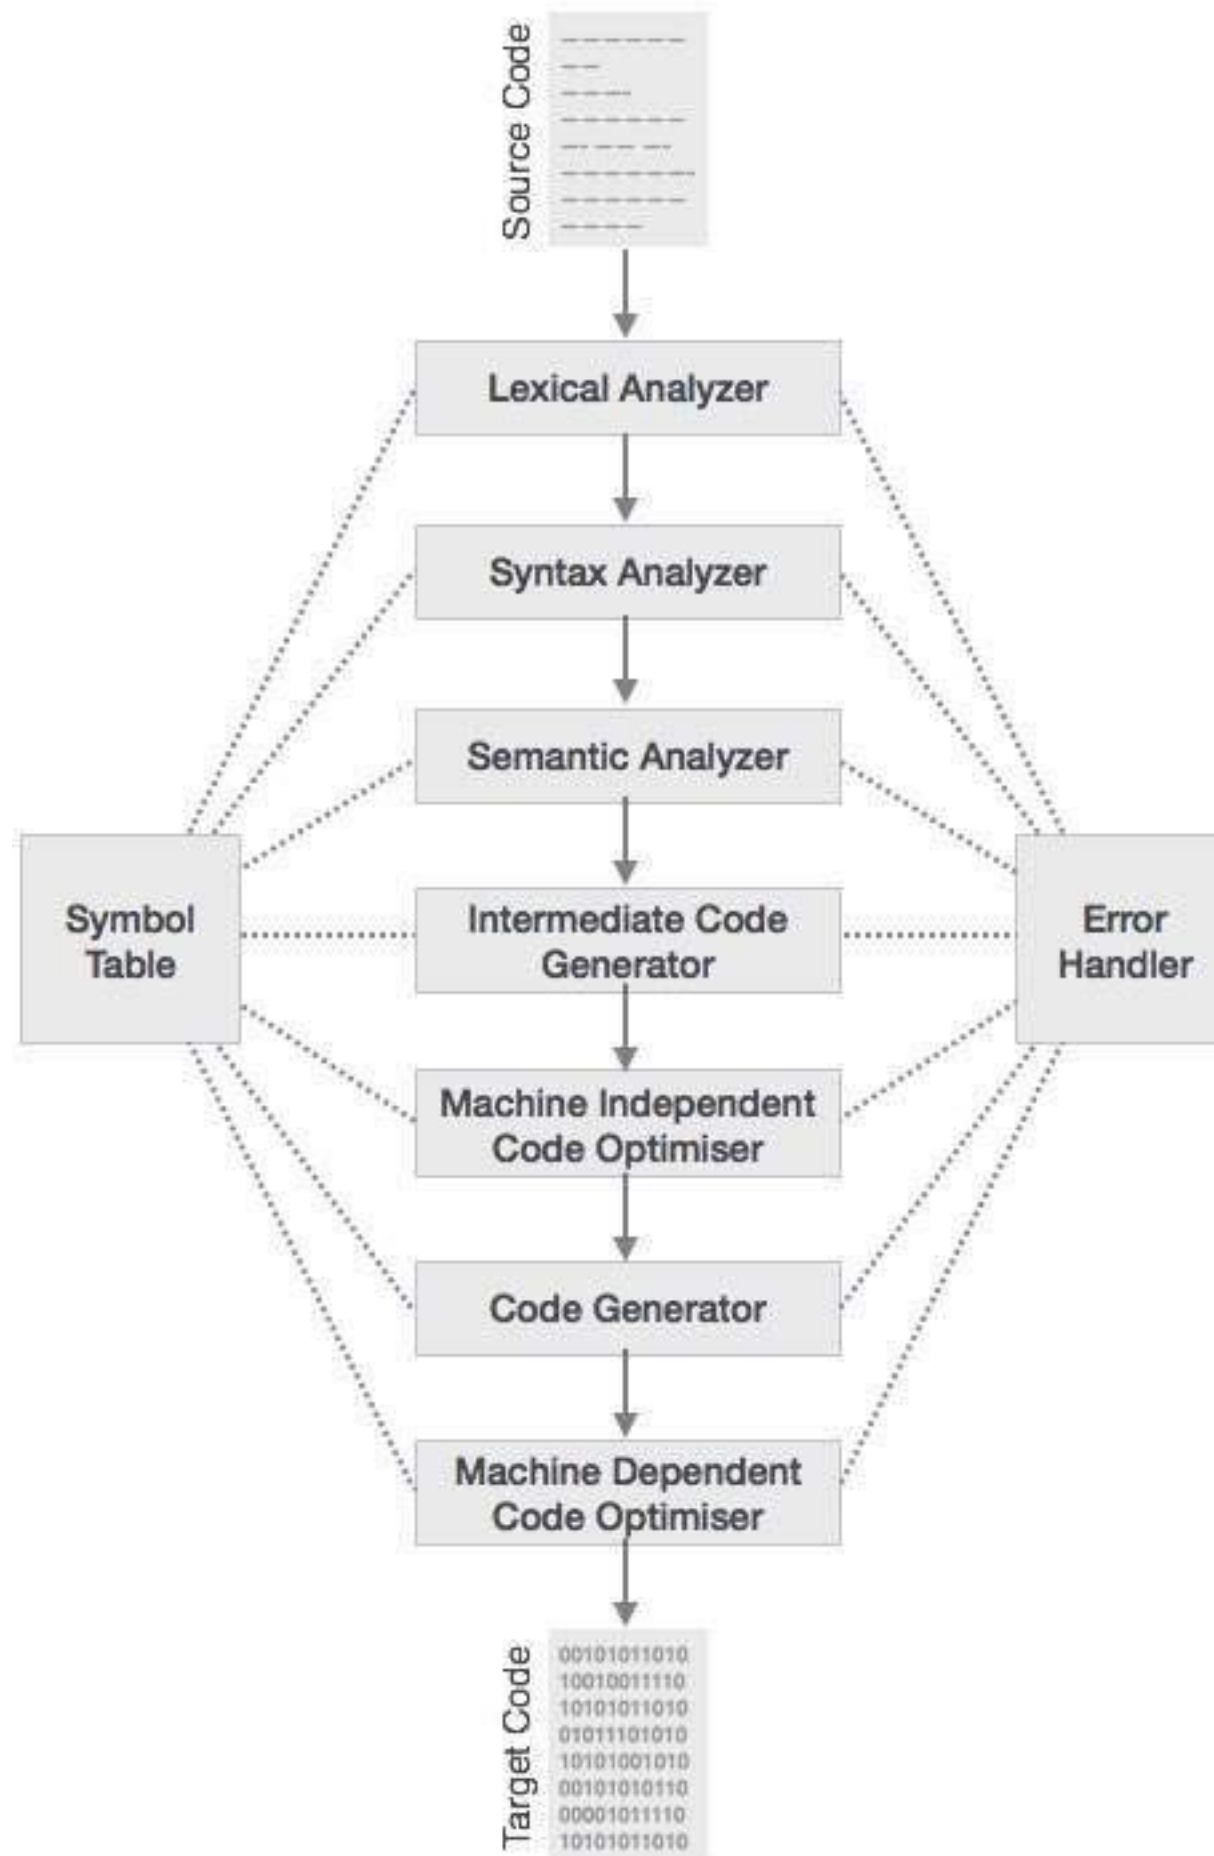 Source Code
Lexical Analyzer
Syntax Analyzer
Semantic Analyzer
Symbol
Table
Intermediate Code
Generator
Error
Handler
Machine Independent
Code Optimiser
Code Generator
Machine Dependent
Code Optimiser
Target Code
00101011010
10010011110
10101011010
01011101010
10101001010
00101010110
00001011110
10101011010